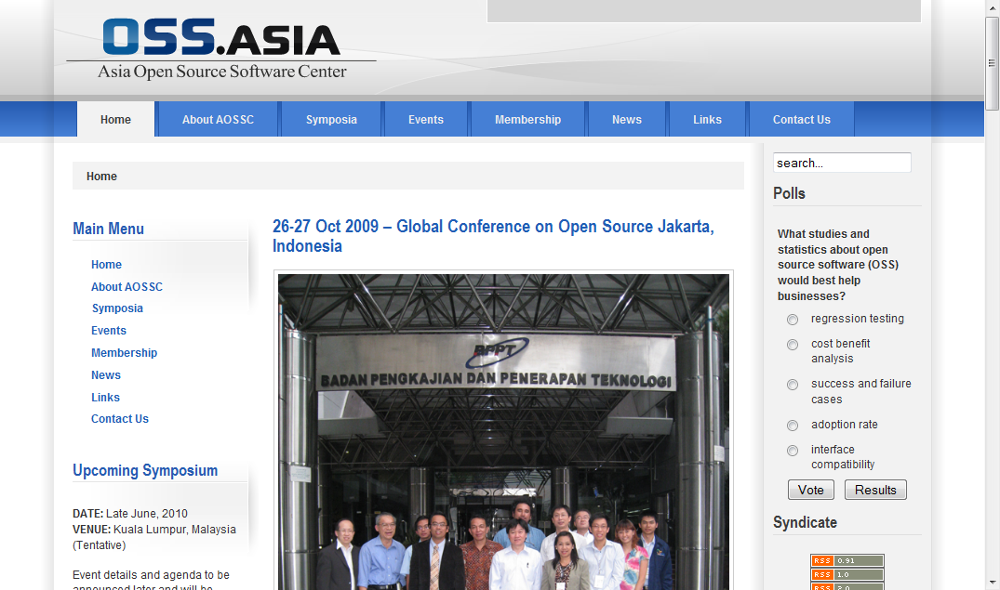 OSS.ASIA
Asia Open Source Software Center
Home
About AOSSC
Symposia
Events
Membership
News
Links
Contact Us
Home
Main Menu
Home
About AOSSC
Symposia
Events
Membership
News
Links
Contact Us
Upcoming Symposium
DATE: Late June, 2010
VENUE: Kuala Lumpur, Malaysia
(Tentative)
Event details and agenda to be
announced later and will be
26-27 Oct 2009 – Global Conference on Open Source Jakarta,
Indonesia
BPPT
BADAN PENGKAJIAN DAN PENERAPAN TEKNOLOGI
search...
Polls
What studies and
statistics about open
source software (OSS)
would best help
businesses?
regression testing
cost benefit
analysis
success and failure
cases
adoption rate
interface
compatibility
Vote
Results
Syndicate
RSS 0.91
RSS 1.0
RSS 2.0